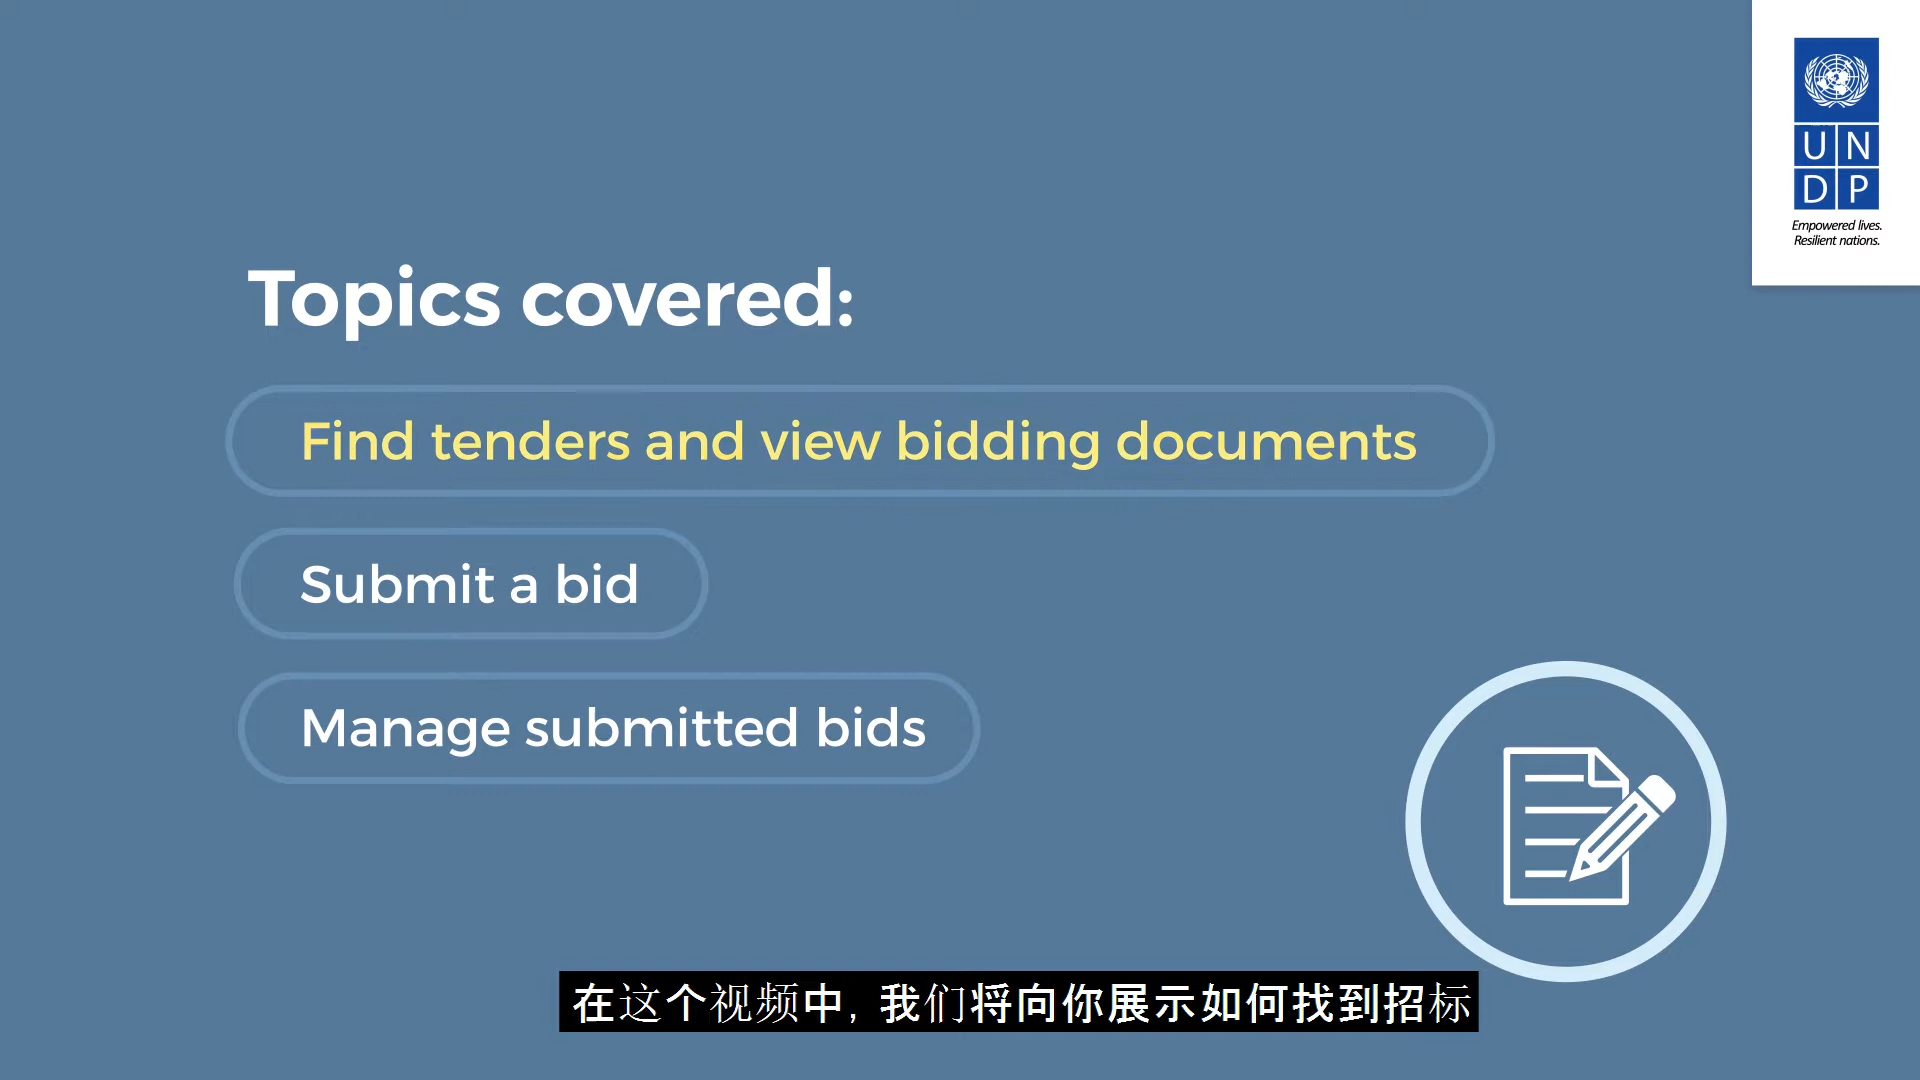 U N
D P
Empowered lives.
Resilient nations.
Topics covered:
Find tenders and view bidding documents
Submit a bid
Manage submitted bids
在这个视频中, 我们将向你展示如何找到招标